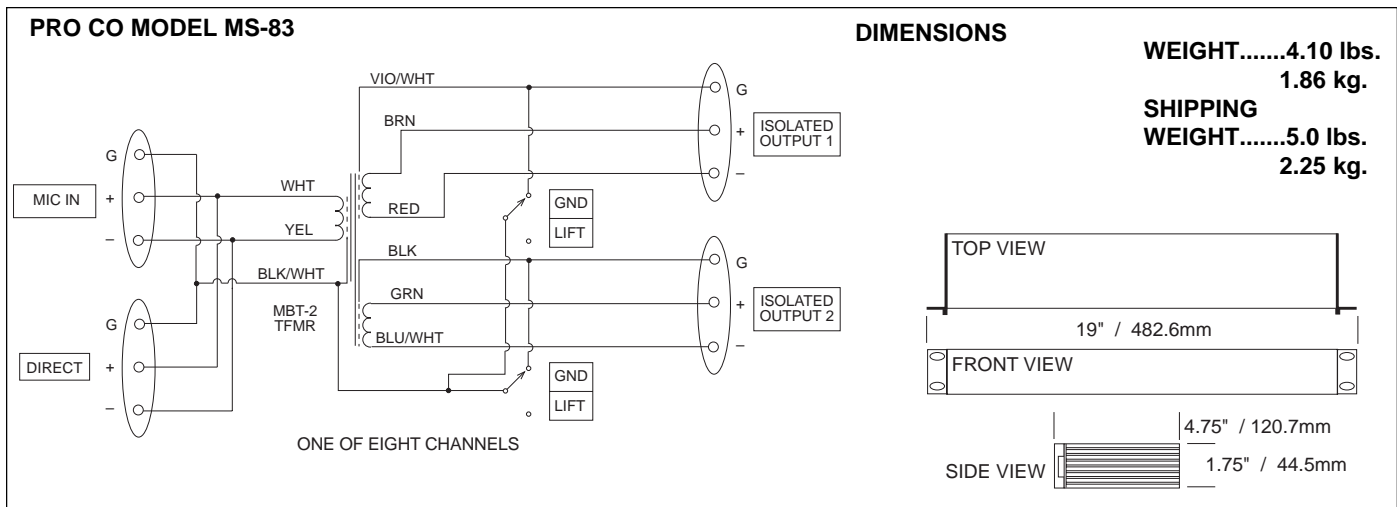 PRO CO MODEL MS-83
VIO/WHT
BRN
RED
WHT
YEL
BLK/WHT
MBT-2
TFMR
BLK
GRN
BLU/WHT
G
+
–
MIC IN
G
+
–
DIRECT
GND
LIFT
GND
LIFT
G
+
–
ISOLATED
OUTPUT 1
G
+
–
ISOLATED
OUTPUT 2
ONE OF EIGHT CHANNELS
DIMENSIONS
WEIGHT.......4.10 lbs.
1.86 kg.
SHIPPING
WEIGHT.......5.0 lbs.
2.25 kg.
TOP VIEW
19" / 482.6mm
FRONT VIEW
4.75" / 120.7mm
SIDE VIEW
1.75" / 44.5mm